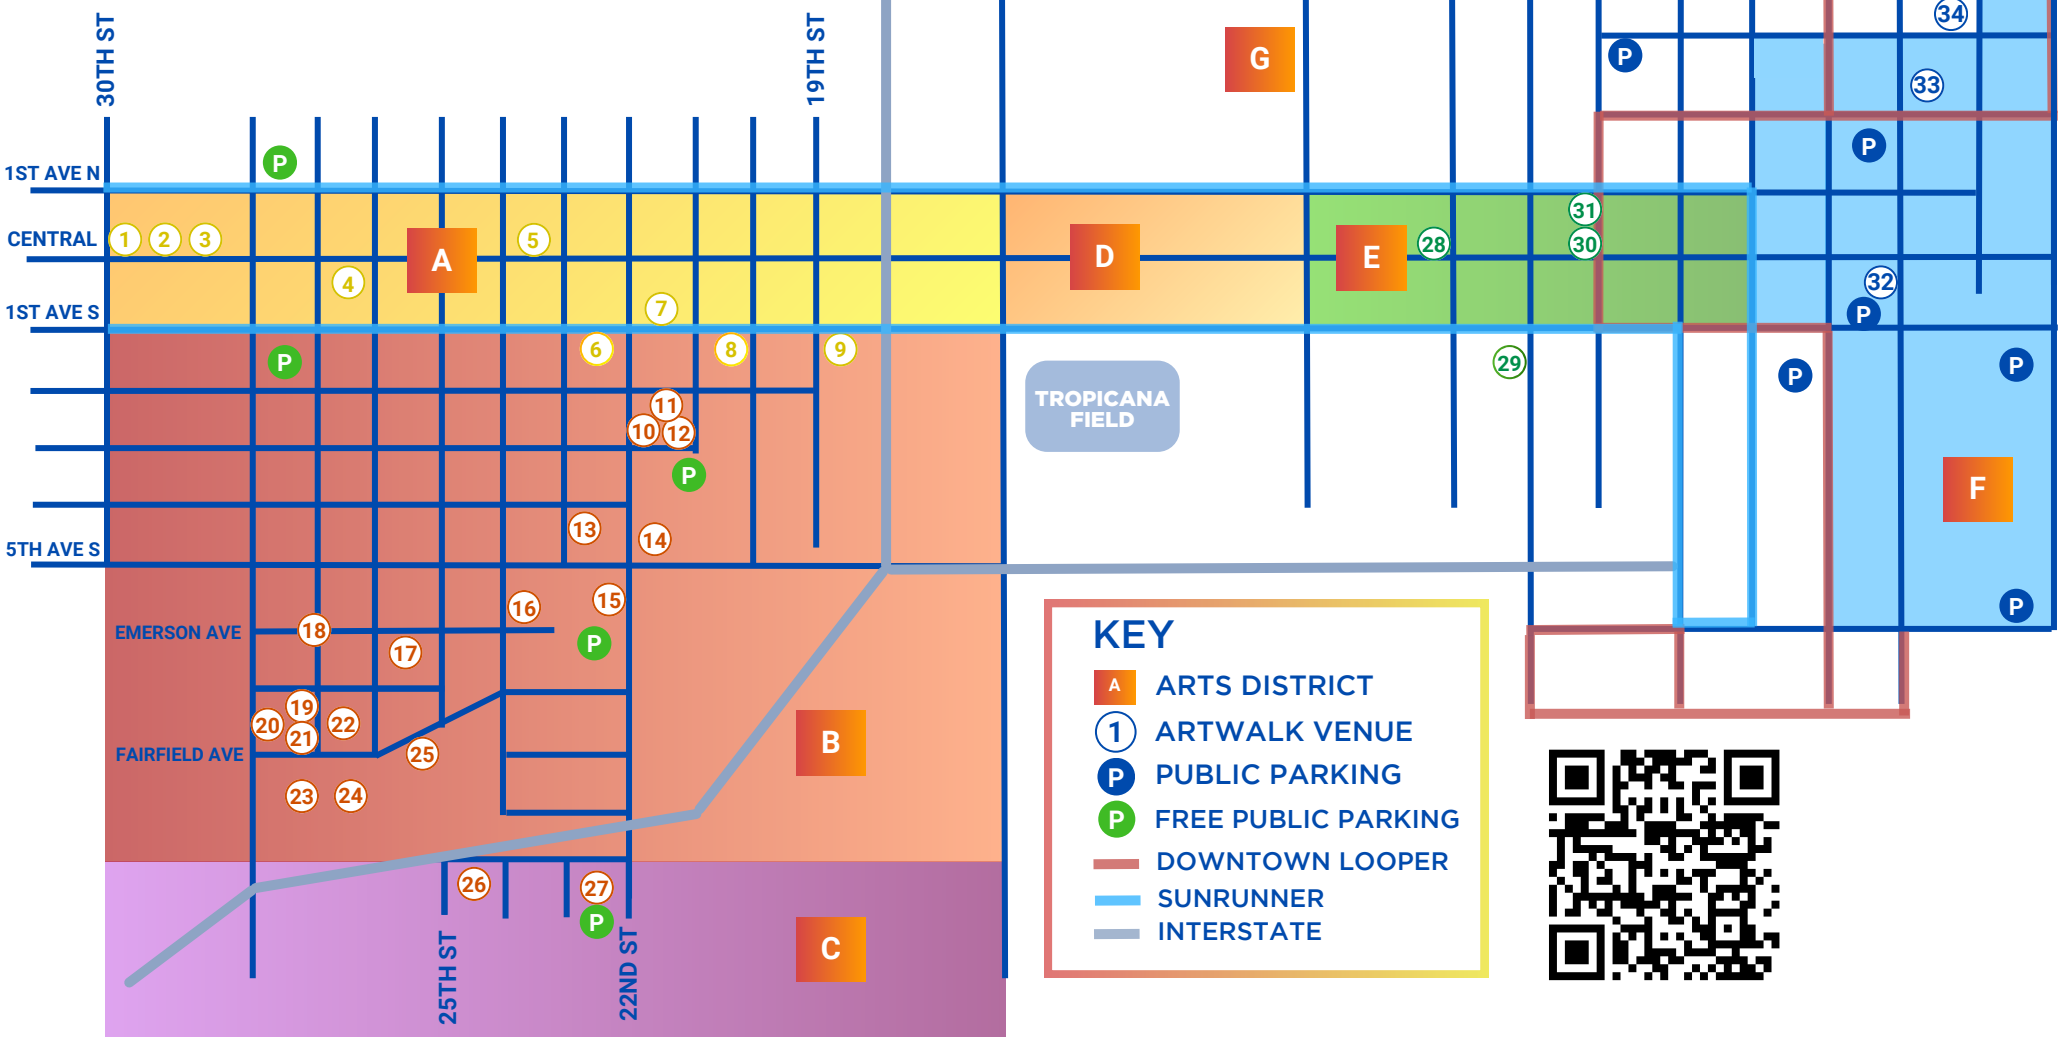 30TH ST
19TH ST
34
G
P
33
P
P
1ST AVE N
31
CENTRAL
1
2
3
5
28
30
A
D
E
4
32
7
1ST AVE S
P
6
8
9
P
29
P
P
TROPICANA
FIELD
11
10
12
P
F
13
14
5TH AVE S
15
16
P
18
EMERSON AVE
17
P
19
20
22
21
25
FAIRFIELD AVE
B
23
24
26
27
P
C
25TH ST
22ND ST
KEY
A ARTS DISTRICT
1 ARTWALK VENUE
P PUBLIC PARKING
P FREE PUBLIC PARKING
DOWNTOWN LOOPER
SUNRUNNER
INTERSTATE